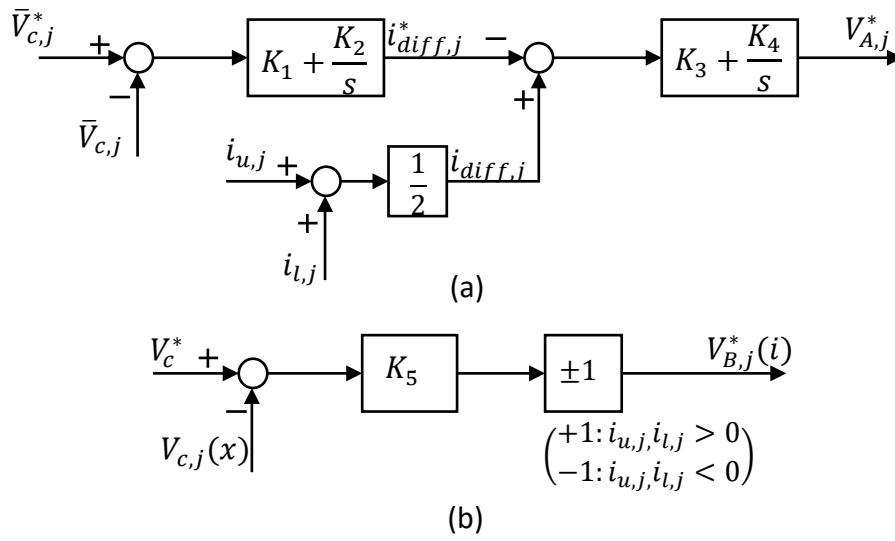 V̄*c,j + − V̄c,j
K₁ + K₂/s
i*diff,j − +
K₃ + K₄/s
V*A,j
iu,j + + il,j
1/2
idiff,j
(a)
V*c + − Vc,j(x)
K₅
±1
V*B,j(i)
(+1: iu,j, il,j > 0
−1: iu,j, il,j < 0)
(b)